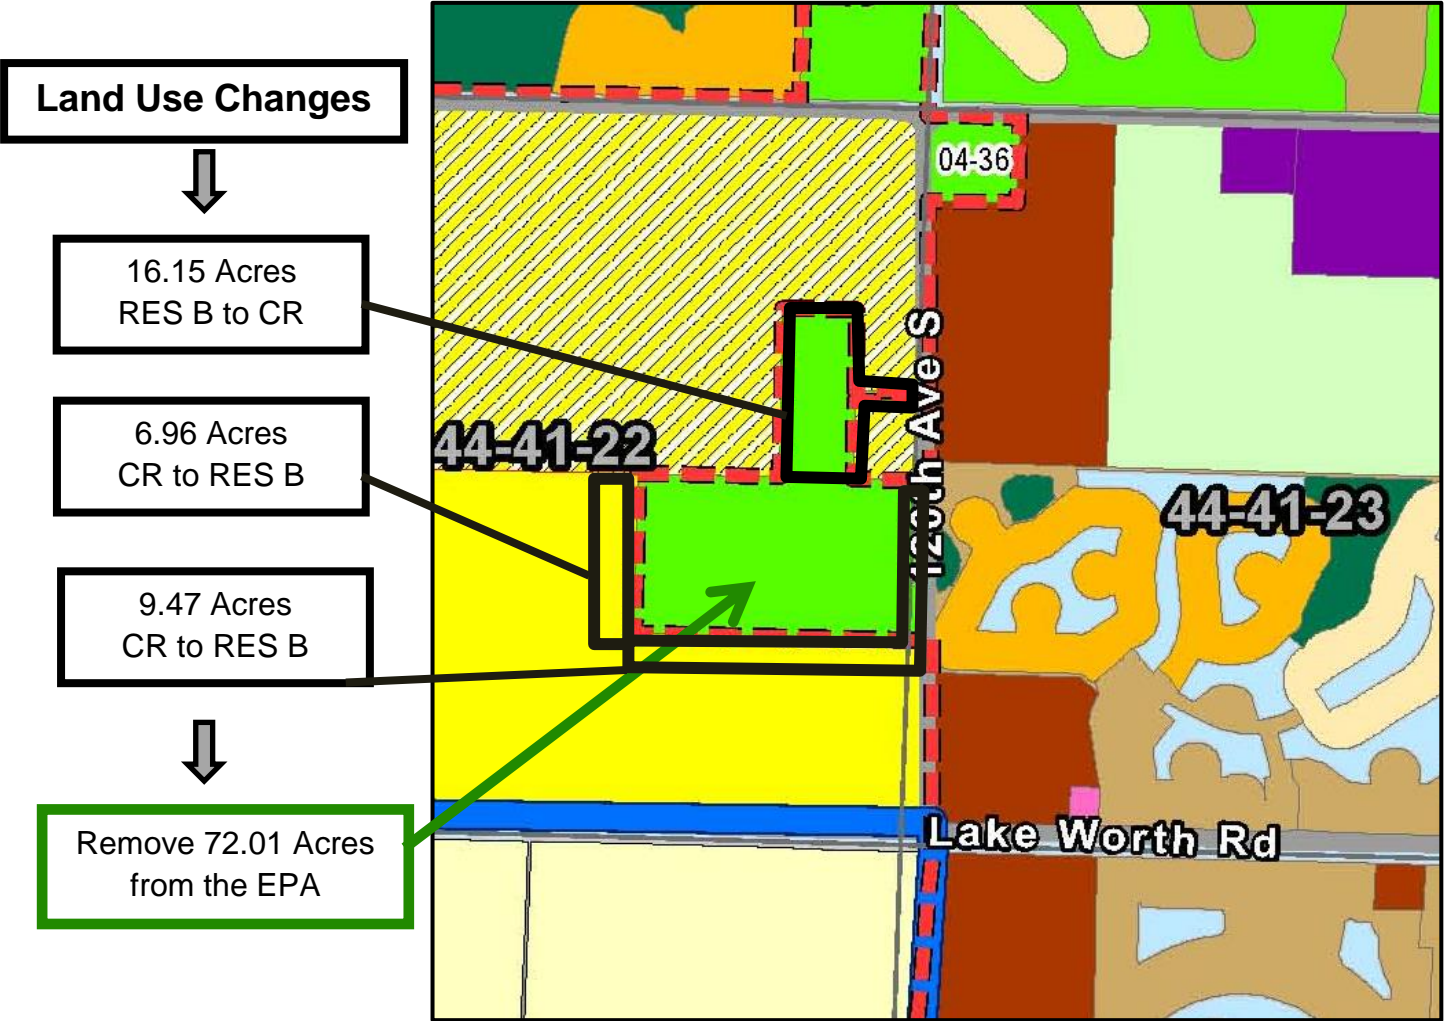 Land Use Changes
16.15 Acres
RES B to CR
6.96 Acres
CR to RES B
9.47 Acres
CR to RES B
Remove 72.01 Acres
from the EPA
04-36
120th Ave S
44-41-22
44-41-23
Lake Worth Rd